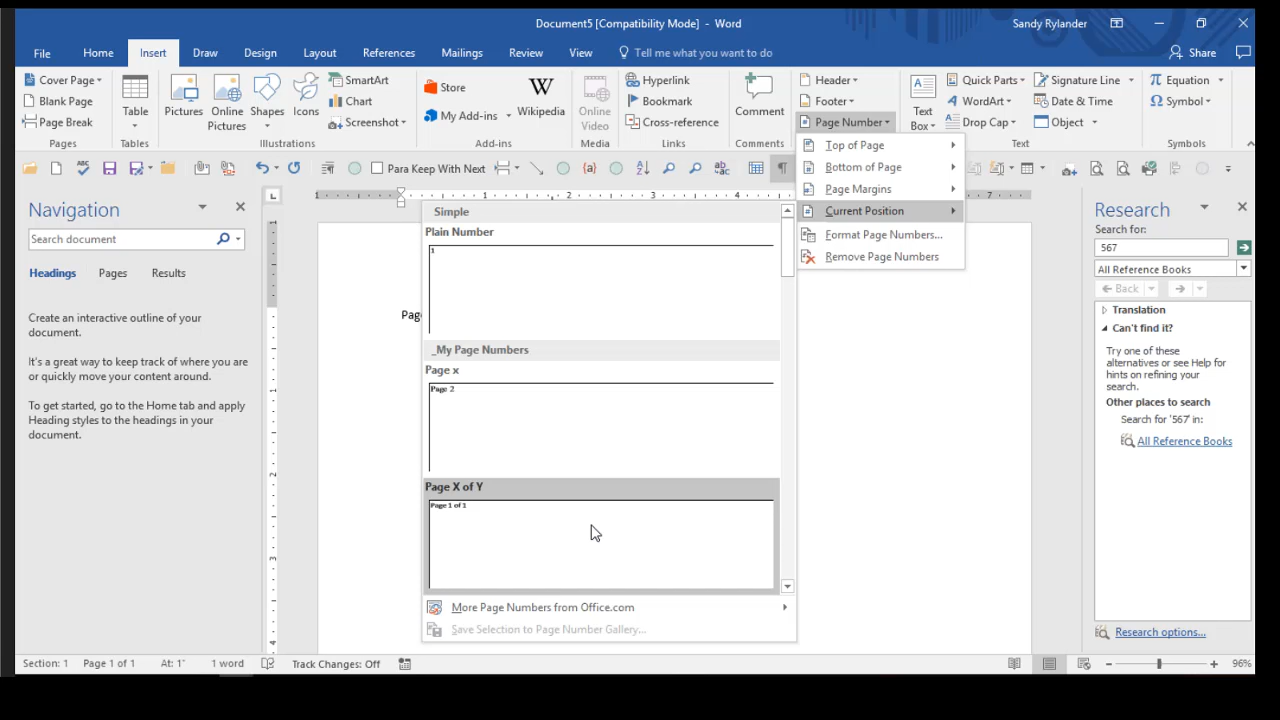 Document5 [Compatibility Mode] - Word
Sandy Rylander
File Home Insert Draw Design Layout References Mailings Review View Tell me what you want to do
Share
Cover Page
Blank Page
Page Break
Pages
Table
Tables
Pictures
Online Pictures
Shapes
Icons
SmartArt
Chart
Screenshot
Illustrations
Store
My Add-ins
Wikipedia
Add-ins
Online Video
Media
Hyperlink
Bookmark
Cross-reference
Links
Comment
Comments
Header
Footer
Page Number
Text Box
Quick Parts
WordArt
Drop Cap
Signature Line
Date & Time
Object
Text
Equation
Symbol
Symbols
Para Keep With Next
Top of Page
Bottom of Page
Page Margins
Current Position
Format Page Numbers...
Remove Page Numbers
1 1 2 3 4 7
Navigation
Search document
Headings Pages Results
Create an interactive outline of your
document.
It's a great way to keep track of where you are
or quickly move your content around.
To get started, go to the Home tab and apply
Heading styles to the headings in your
document.
Simple
Plain Number
1
_My Page Numbers
Page x
Page 2
Page X of Y
Page 1 of 1
More Page Numbers from Office.com
Save Selection to Page Number Gallery...
Research
Search for:
567
All Reference Books
Back
Translation
Can't find it?
Try one of these
alternatives or see Help for
hints on refining your
search.
Other places to search
Search for '567' in:
All Reference Books
Research options...
Section: 1 Page 1 of 1 At: 1" 1 word Track Changes: Off 96%